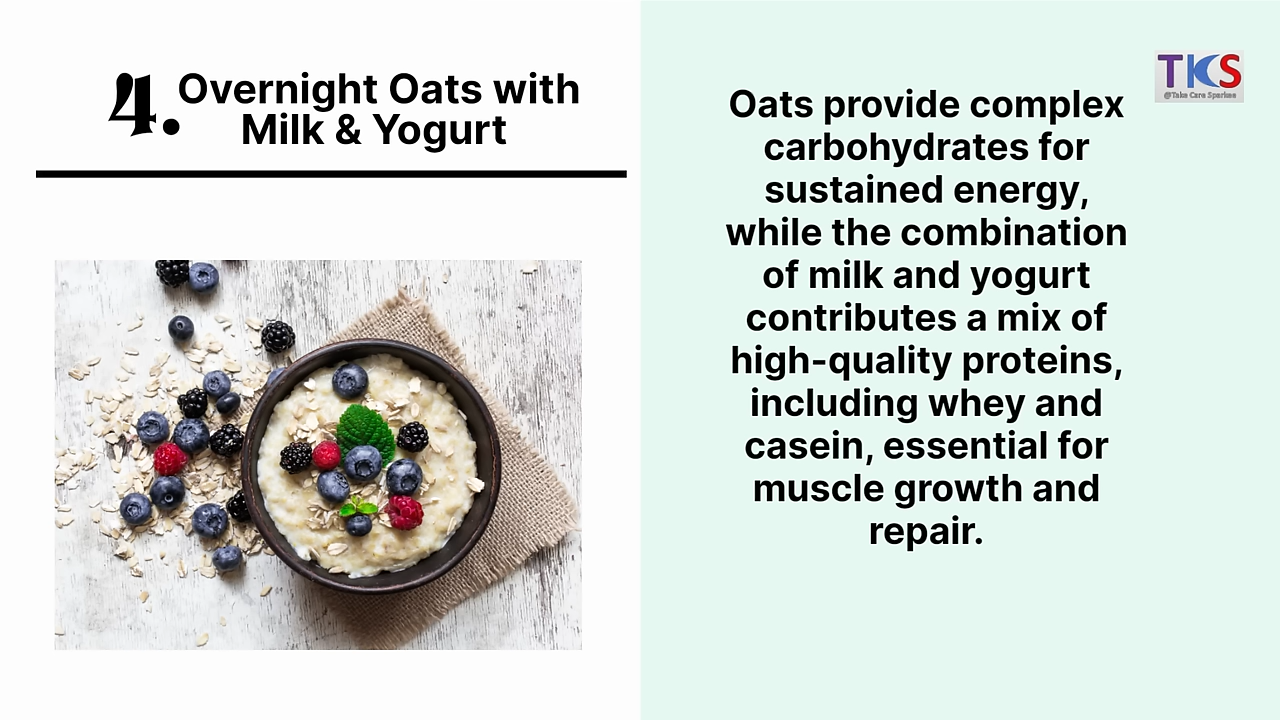 4.
Overnight Oats with
Milk & Yogurt
Oats provide complex
carbohydrates for
sustained energy,
while the combination
of milk and yogurt
contributes a mix of
high-quality proteins,
including whey and
casein, essential for
muscle growth and
repair.
TKS
@Take Care Sparkee